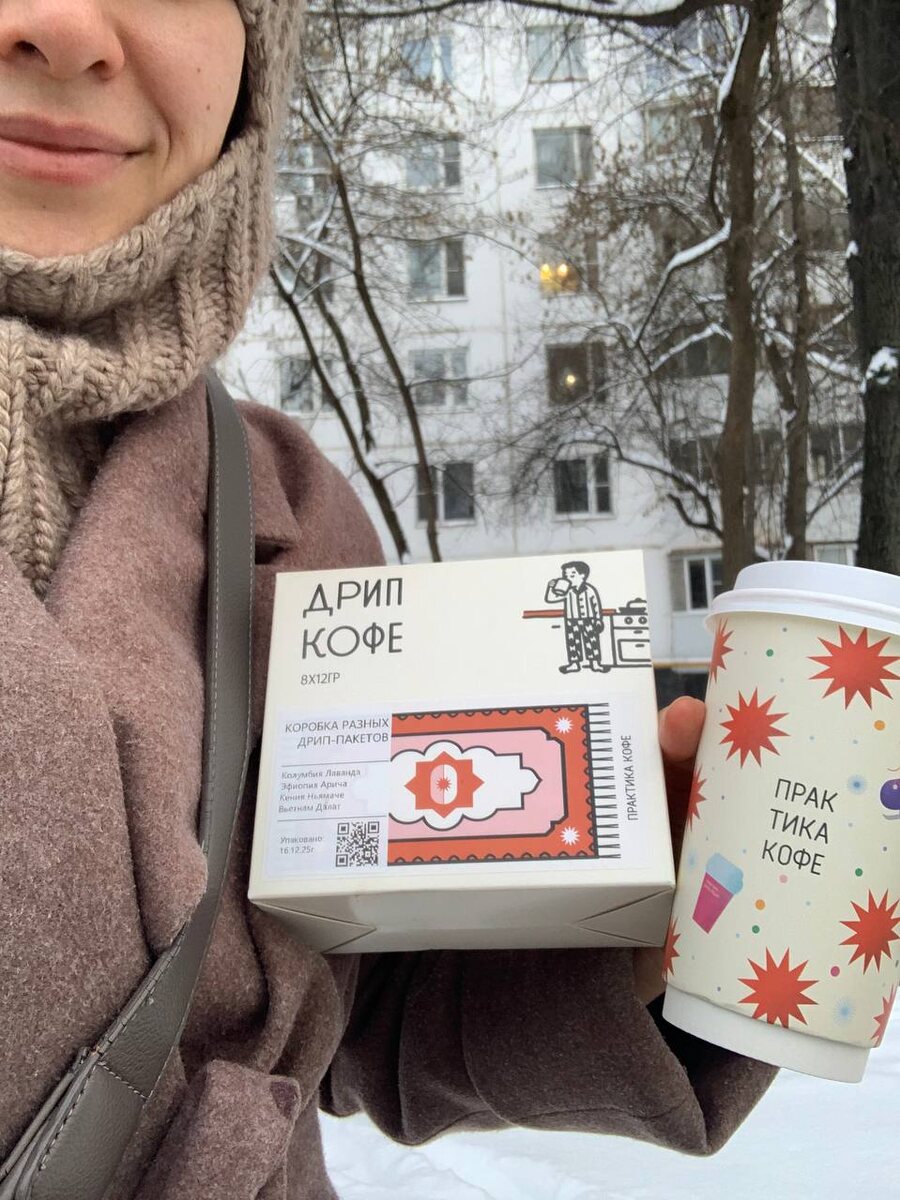 ДРИП
КОФЕ
8Х12ГР
КОРОБКА РАЗНЫХ
ДРИП-ПАКЕТОВ
Колумбия Лаванда
Эфиопия Арича
Кения Ньямаче
Вьетнам Далат
Упаковано
16.12.25г
ПРАКТИКА КОФЕ
ПРАК
ТИКА
КОФЕ